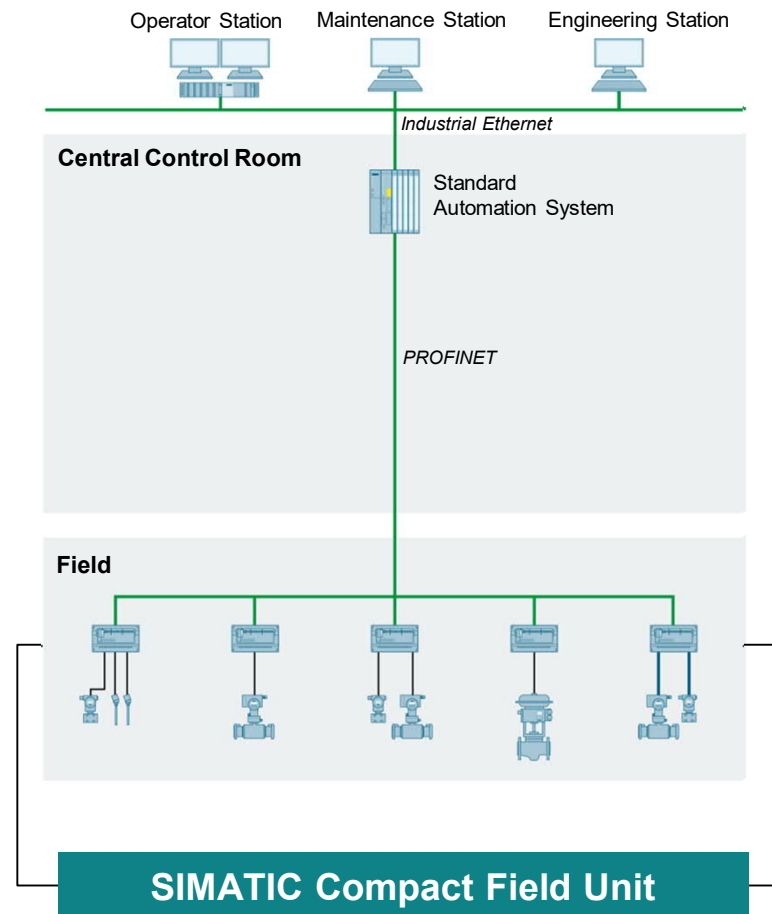 Operator Station
Maintenance Station
Engineering Station
Industrial Ethernet
Central Control Room
Standard
Automation System
PROFINET
Field
SIMATIC Compact Field Unit